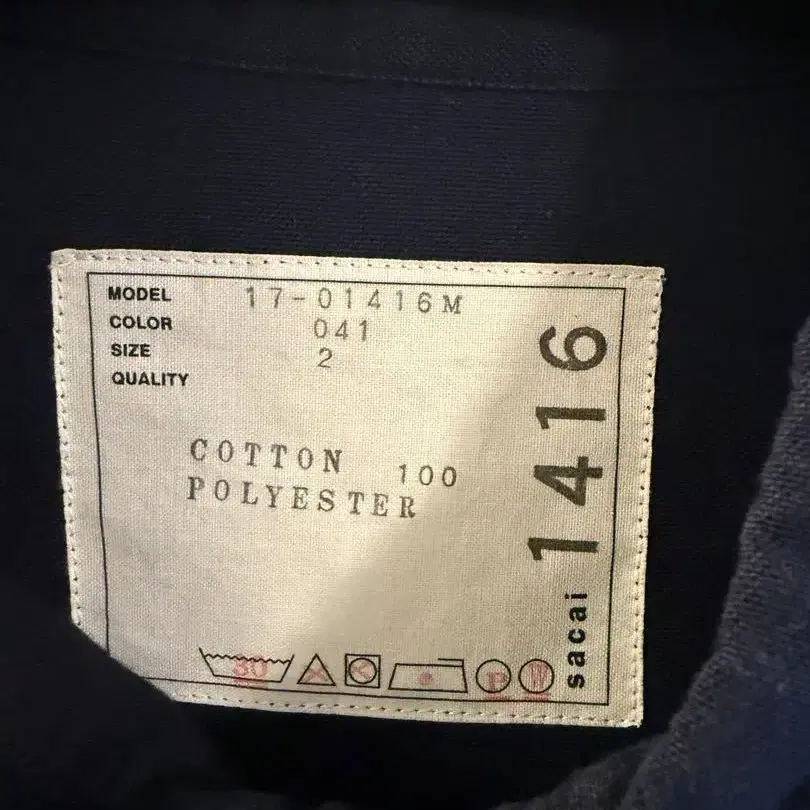 MODEL 17-01416M
COLOR 041
SIZE 2
QUALITY
COTTON 100
POLYESTER
30
P
W
sacai 1416